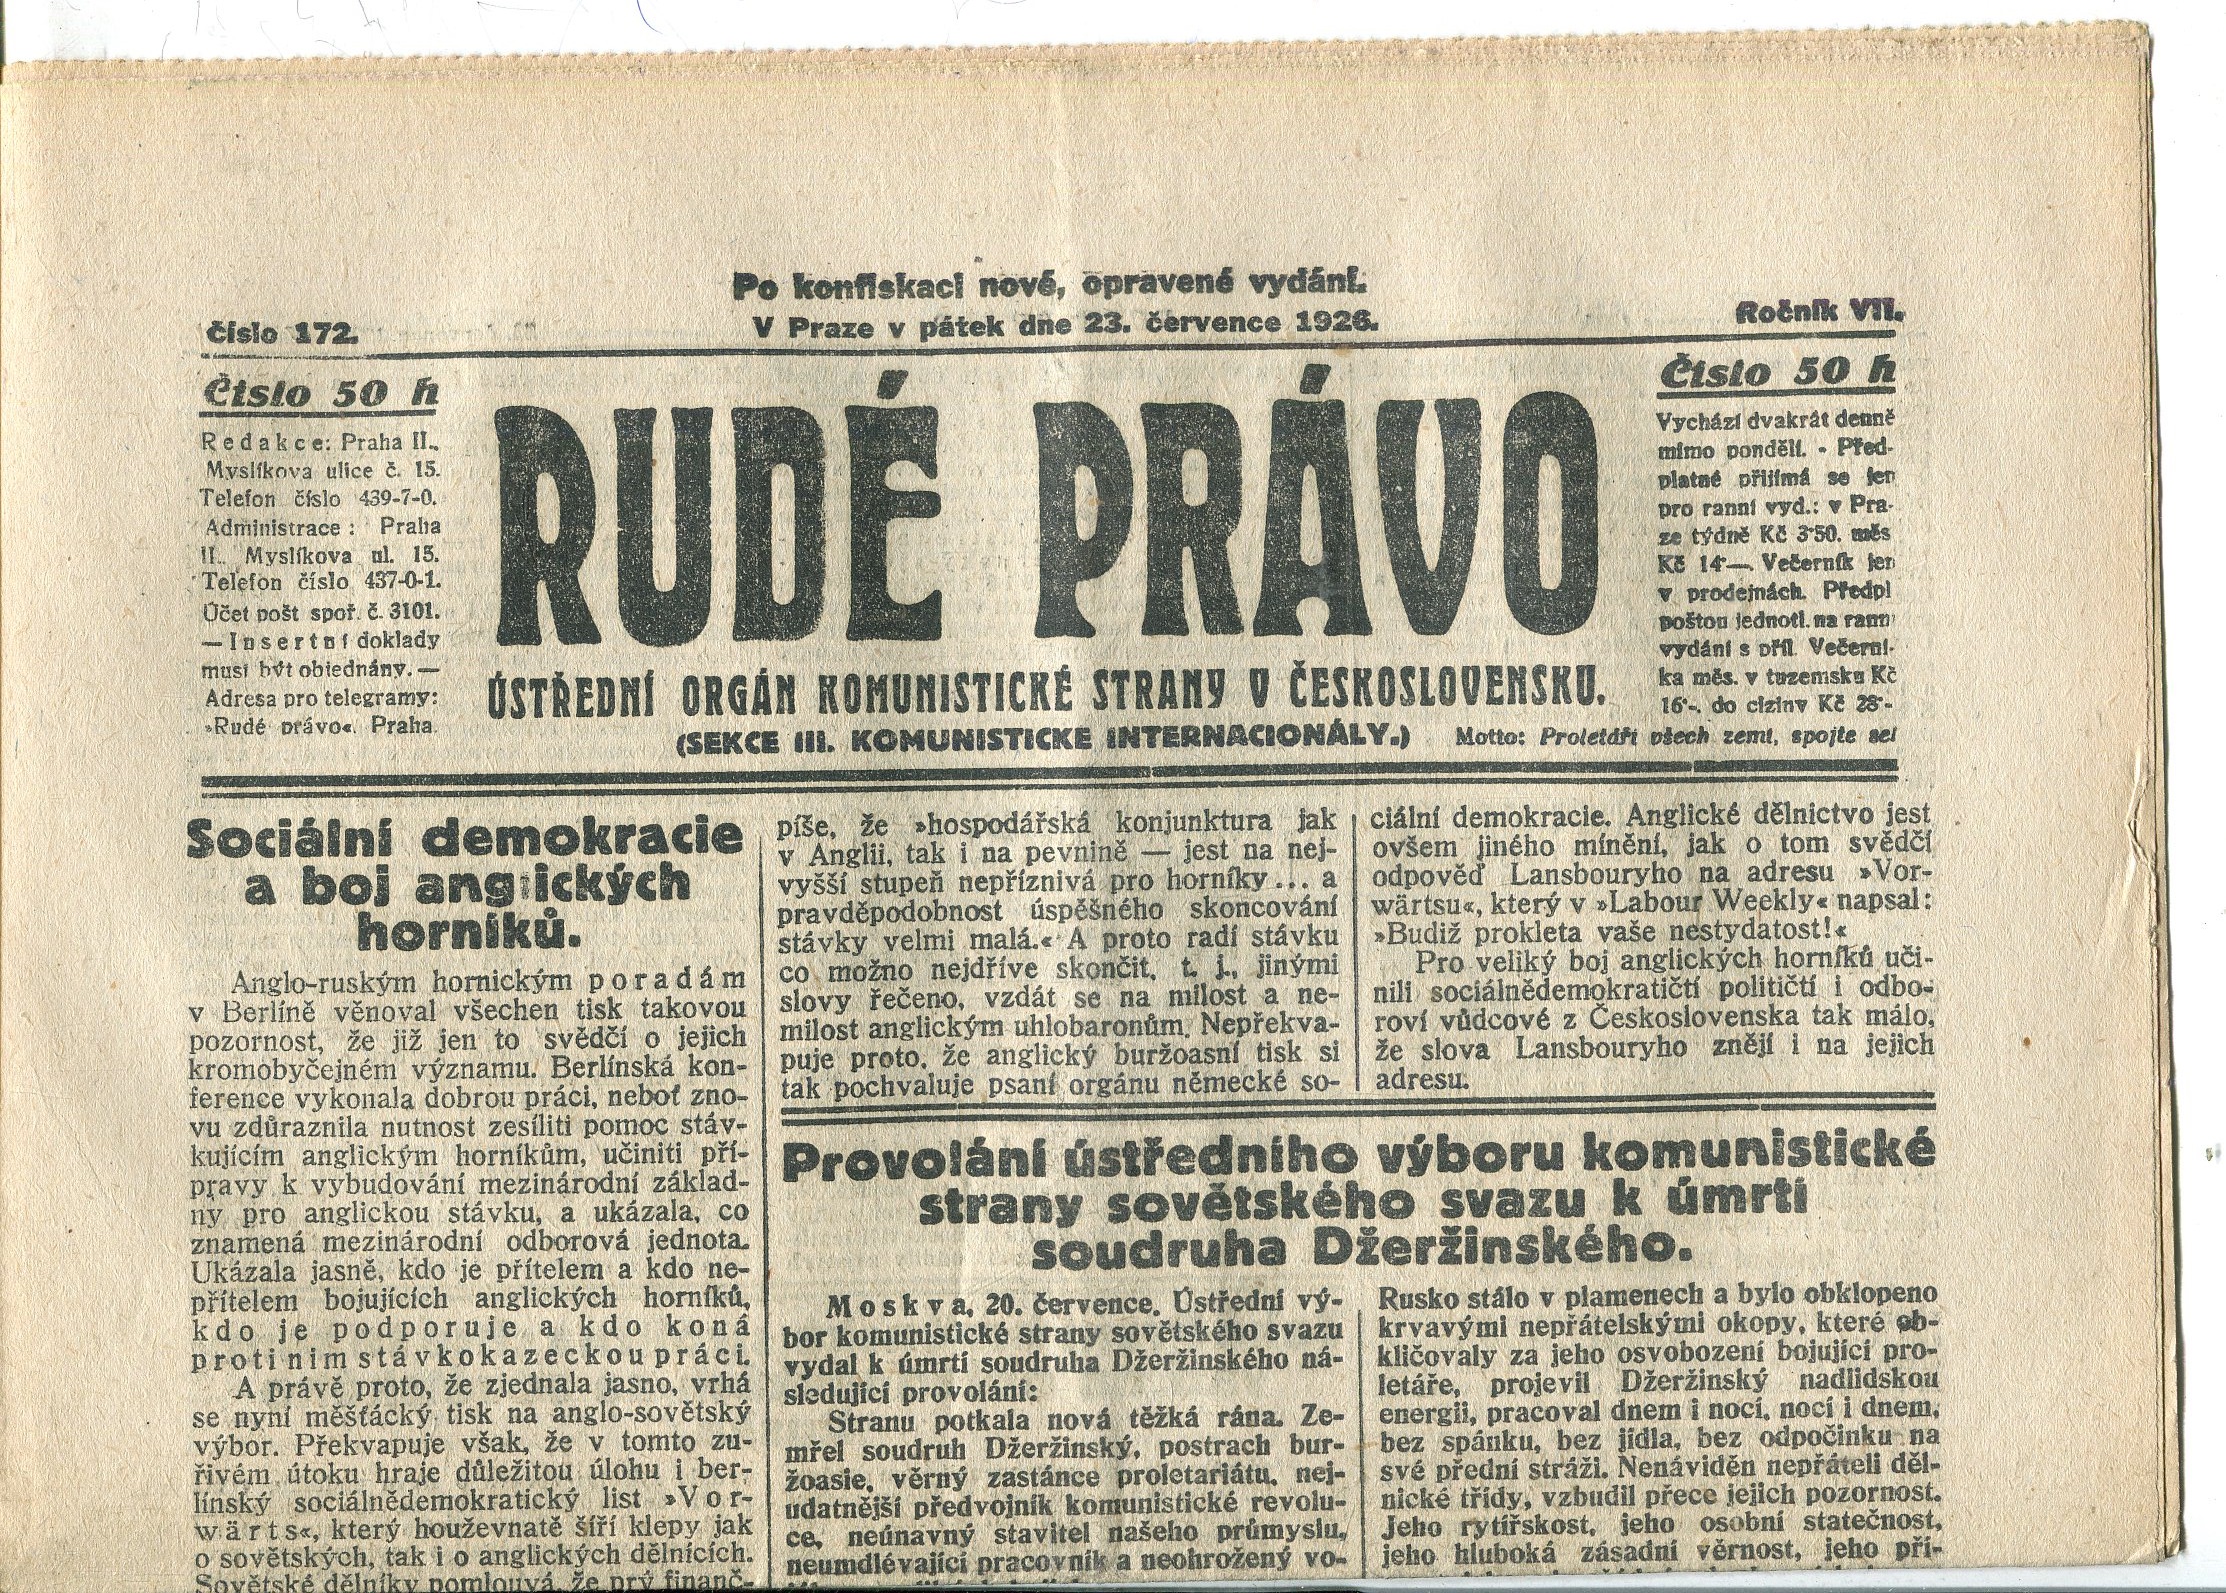 Po konfiskaci nové, opravené vydání.
číslo 172.
V Praze v pátek dne 23. července 1926.
Ročník VII.
Číslo 50 h
Redakce: Praha II.,
Myslíkova ulice č. 15.
Telefon číslo 439-7-0.
Administrace: Praha
II., Myslíkova ul. 15.
Telefon číslo 437-0-1.
Účet pošt spoř. č. 3101.
— Insertní doklady
musí být objednány. —
Adresa pro telegramy:
»Rudé právo«. Praha.
RUDÉ PRÁVO
ÚSTŘEDNÍ ORGÁN KOMUNISTICKÉ STRANY V ČESKOSLOVENSKU.
(SEKCE III. KOMUNISTICKÉ INTERNACIONÁLY.)
Motto: Proletáři všech zemí, spojte se!
Číslo 50 h
Vychází dvakrát denně
mimo pondělí. - Před-
platné přijímá se jen
pro ranní vyd.: v Pra-
ze týdně Kč 3·50. měs
Kč 14·—. Večerník jen
v prodejnách. Předpl
poštou jednotl. na ranní
vydání s příl. Večerní-
ka měs. v tuzemsku Kč
16·-. do ciziny Kč 28·-
Sociální demokracie
a boj anglických
horníků.
Anglo-ruským hornickým poradám
v Berlíně věnoval všechen tisk takovou
pozornost, že již jen to svědčí o jejich
kromobyčejném významu. Berlínská kon-
ference vykonala dobrou práci, neboť zno-
vu zdůraznila nutnost zesíliti pomoc stáv-
kujícím anglickým horníkům, učiniti pří-
pravy k vybudování mezinárodní základ-
ny pro anglickou stávku, a ukázala, co
znamená mezinárodní odborová jednota.
Ukázala jasně, kdo je přítelem a kdo ne-
přítelem bojujících anglických horníků,
kdo je podporuje a kdo koná
proti nim stávkokazeckou práci.
A právě proto, že zjednala jasno, vrhá
se nyní měšťácký tisk na anglo-sovětský
výbor. Překvapuje však, že v tomto zu-
řivém útoku hraje důležitou úlohu i ber-
línský sociálnědemokratický list »Vor-
wärts«, který houževnatě šíří klepy jak
o sovětských, tak i o anglických dělnících.
Sovětské dělníky pomlouvá, že prý finanč-
píše, že »hospodářská konjunktura jak
v Anglii, tak i na pevnině — jest na nej-
vyšší stupeň nepříznivá pro horníky... a
pravděpodobnost úspěšného skoncování
stávky velmi malá.« A proto radí stávku
co možno nejdříve skončit, t. j., jinými
slovy řečeno, vzdát se na milost a ne-
milost anglickým uhlobaronům. Nepřekva-
puje proto, že anglický buržoasní tisk si
tak pochvaluje psaní orgánu německé so-
ciální demokracie. Anglické dělnictvo jest
ovšem jiného mínění, jak o tom svědčí
odpověď Lansbouryho na adresu »Vor-
wärtsu«, který v »Labour Weekly« napsal:
»Budiž prokleta vaše nestydatost!«
Pro veliký boj anglických horníků uči-
nili sociálnědemokratičtí političtí i odbo-
roví vůdcové z Československa tak málo,
že slova Lansbouryho znějí i na jejich
adresu.
Provolání ústředního výboru komunistické
strany sovětského svazu k úmrtí
soudruha Džeržinského.
Moskva, 20. července. Ústřední vý-
bor komunistické strany sovětského svazu
vydal k úmrtí soudruha Džeržinského ná-
sledující provolání:
Stranu potkala nová těžká rána. Ze-
mřel soudruh Džeržinský, postrach bur-
žoasie, věrný zastánce proletariátu, nej-
udatnější předvojník komunistické revolu-
ce, neúnavný stavitel našeho průmyslu,
neumdlévající pracovník a neohrožený vo-
Rusko stálo v plamenech a bylo obklopeno
krvavými nepřátelskými okopy, které ob-
kličovaly za jeho osvobození bojující pro-
letáře, projevil Džeržinský nadlidskou
energii, pracoval dnem i nocí, nocí i dnem,
bez spánku, bez jídla, bez odpočinku na
své přední stráži. Nenáviděn nepřáteli děl-
nické třídy, vzbudil přece jejich pozornost.
Jeho rytířskost, jeho osobní statečnost,
jeho hluboká zásadní věrnost, jeho pří-